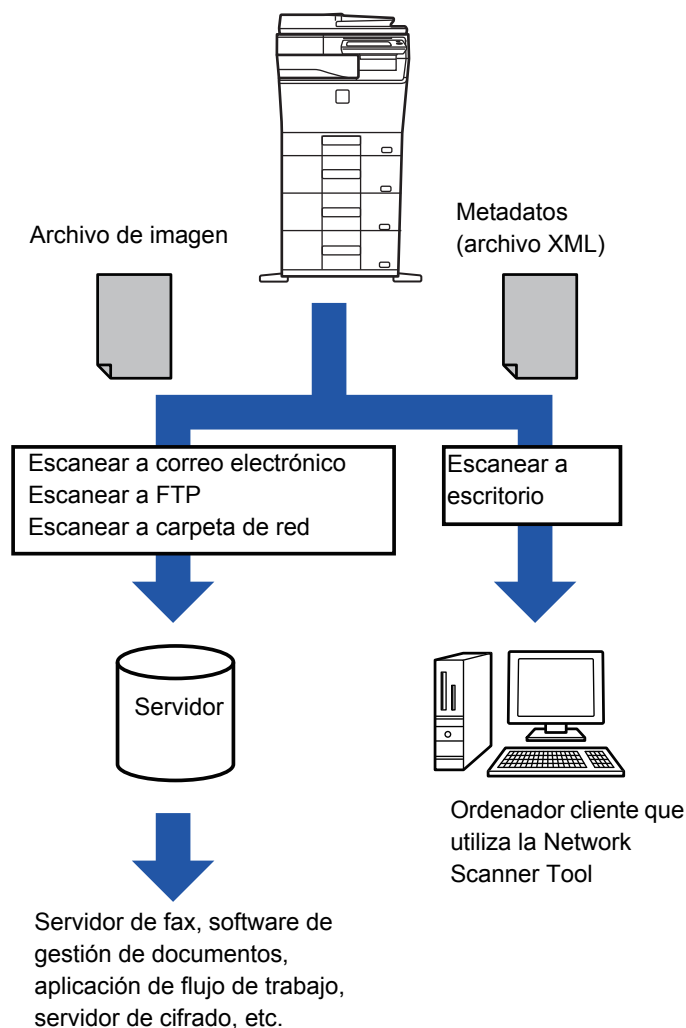 Archivo de imagen
Metadatos
(archivo XML)
Escanear a correo electrónico
Escanear a FTP
Escanear a carpeta de red
Escanear a
escritorio
Servidor
Ordenador cliente que
utiliza la Network
Scanner Tool
Servidor de fax, software de
gestión de documentos,
aplicación de flujo de trabajo,
servidor de cifrado, etc.